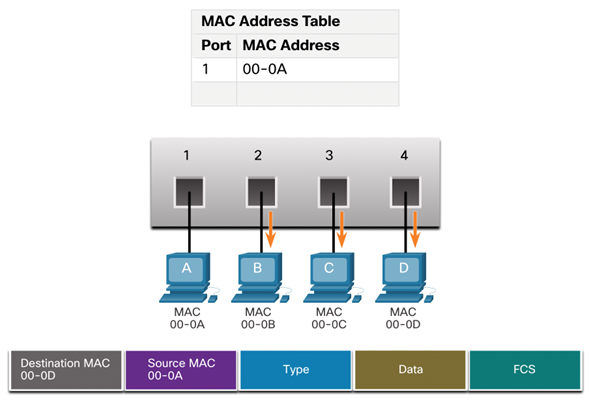 MAC Address Table
Port MAC Address
1 00-0A
1 2 3 4
A B C D
MAC MAC MAC MAC
00-0A 00-0B 00-0C 00-0D
Destination MAC
00-0D
Source MAC
00-0A
Type
Data
FCS